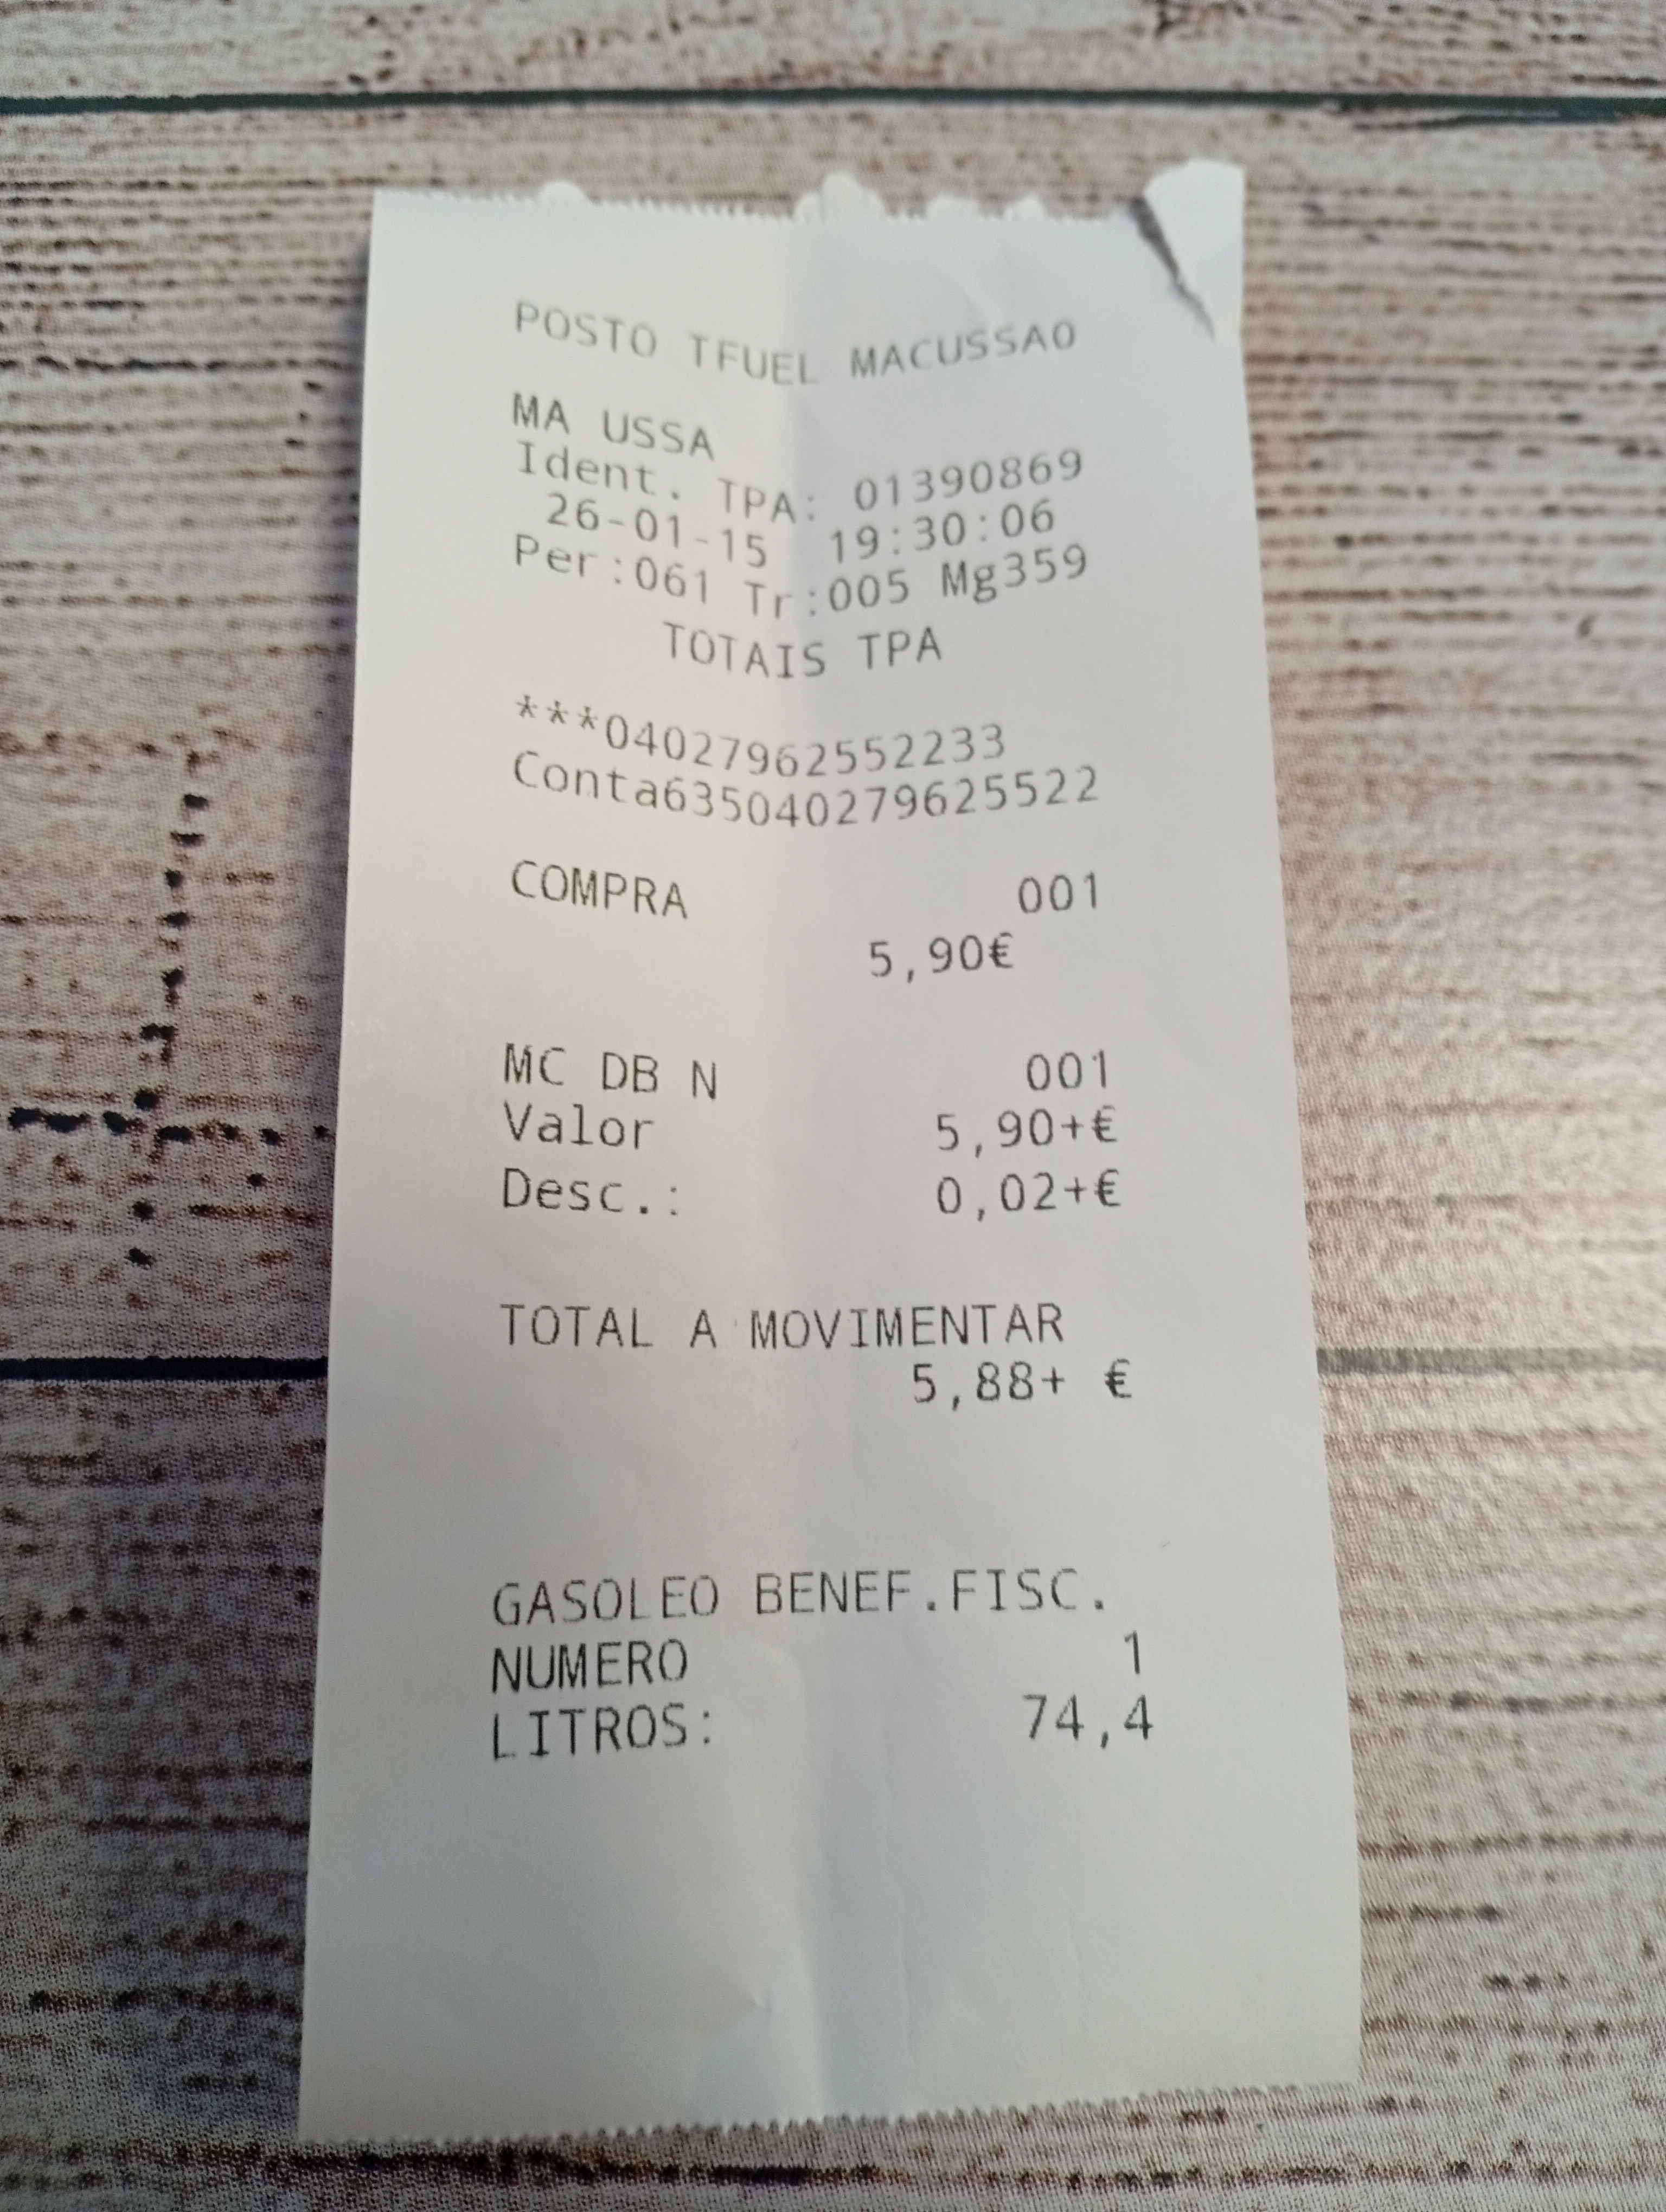 POSTO TFUEL MACUSSAO
MA USSA
Ident. TPA: 01390869
26-01-15 19:30:06
Per:061 Tr:005 Mg359
TOTAIS TPA
***04027962552233
Conta635040279625522
COMPRA 001
5,90€
MC DB N 001
Valor 5,90+€
Desc.: 0,02+€
TOTAL A MOVIMENTAR
5,88+ €
GASOLEO BENEF.FISC.
NUMERO 1
LITROS: 74,4